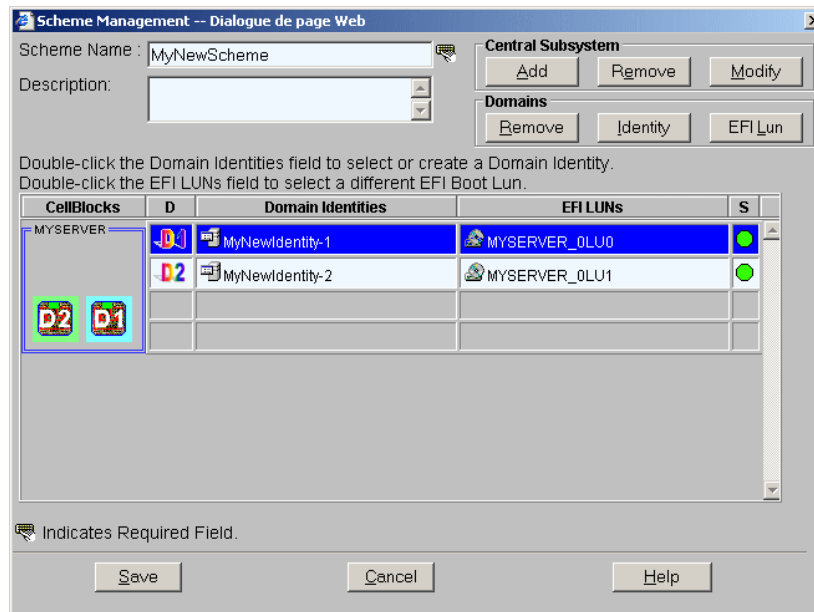 Scheme Management -- Dialogue de page Web
Scheme Name : MyNewScheme
Description:
Central Subsystem
Add Remove Modify
Domains
Remove Identity EFI Lun
Double-click the Domain Identities field to select or create a Domain Identity.
Double-click the EFI LUNs field to select a different EFI Boot Lun.
CellBlocks D Domain Identities EFI LUNs S
MYSERVER D1 MyNewIdentity-1 MYSERVER_0LU0
D2 MyNewIdentity-2 MYSERVER_0LU1
D2 D1
Indicates Required Field.
Save Cancel Help